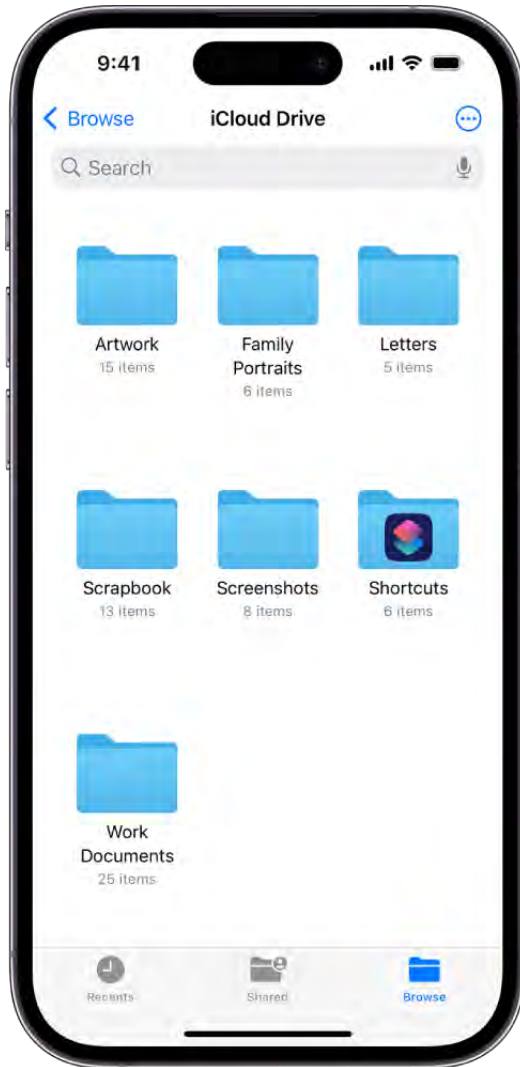 9:41
Browse
iCloud Drive
Search
Artwork
15 items
Family
Portraits
6 items
Letters
5 items
Scrapbook
13 items
Screenshots
8 items
Shortcuts
6 items
Work
Documents
25 items
Recents
Shared
Browse